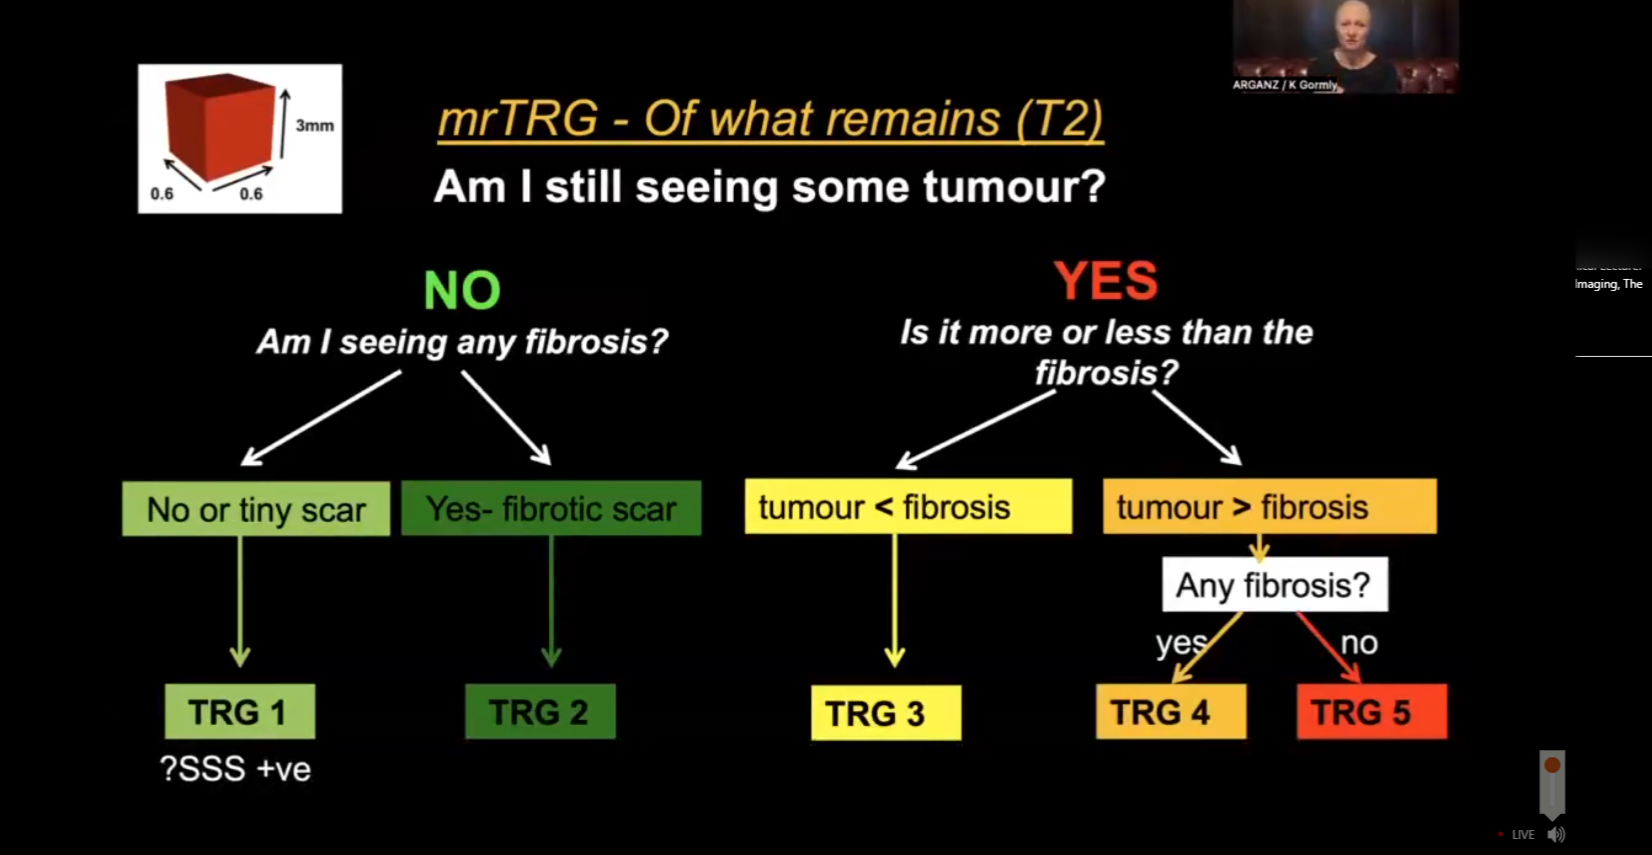 ARGANZ / K Gormly
3mm
0.6
0.6
mrTRG - Of what remains (T2)
Am I still seeing some tumour?
Imaging, The
NO
Am I seeing any fibrosis?
YES
Is it more or less than the
fibrosis?
No or tiny scar
Yes- fibrotic scar
tumour < fibrosis
tumour > fibrosis
Any fibrosis?
yes
no
TRG 1
TRG 2
TRG 3
TRG 4
TRG 5
?SSS +ve
LIVE